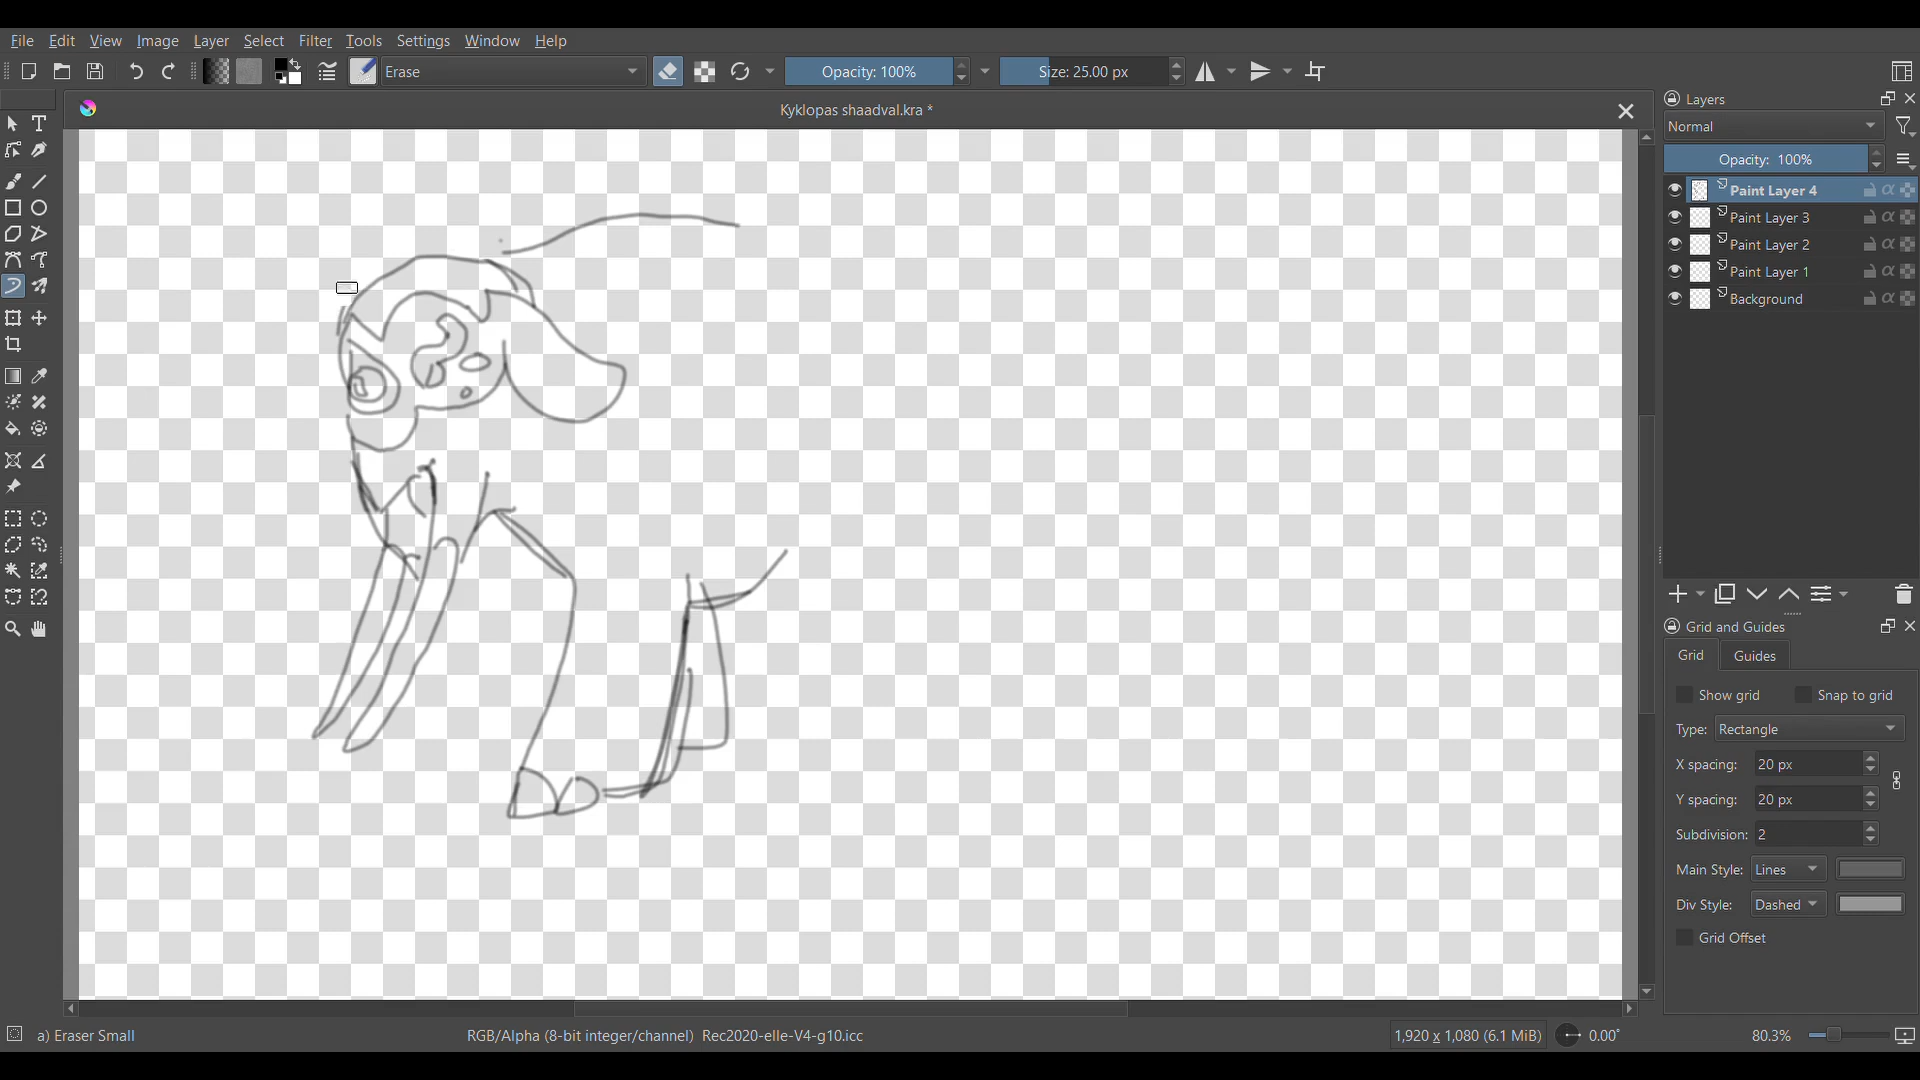 File Edit View Image Layer Select Filter Tools Settings Window Help
Erase Opacity: 100% Size: 25.00 px
Kyklopas shaadval.kra *
Layers
Normal
Opacity: 100%
Paint Layer 4
Paint Layer 3
Paint Layer 2
Paint Layer 1
Background
Grid and Guides
Grid Guides
Show grid Snap to grid
Type: Rectangle
X spacing: 20 px
Y spacing: 20 px
Subdivision: 2
Main Style: Lines
Div Style: Dashed
Grid Offset
a) Eraser Small RGB/Alpha (8-bit integer/channel) Rec2020-elle-V4-g10.icc 1,920 x 1,080 (6.1 MiB) 0.00° 80.3%